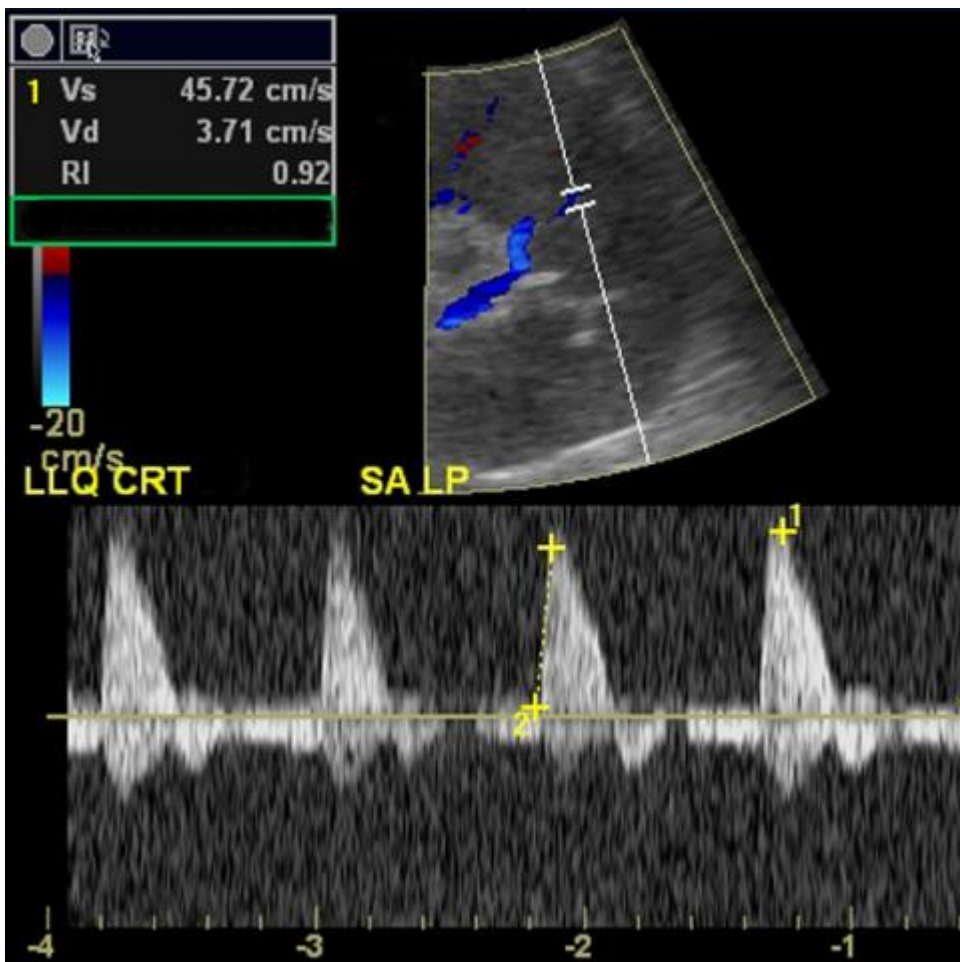 1 Vs 45.72 cm/s
Vd 3.71 cm/s
RI 0.92
-20
cm/s
LLQ CRT SA LP
1
2
-4 -3 -2 -1